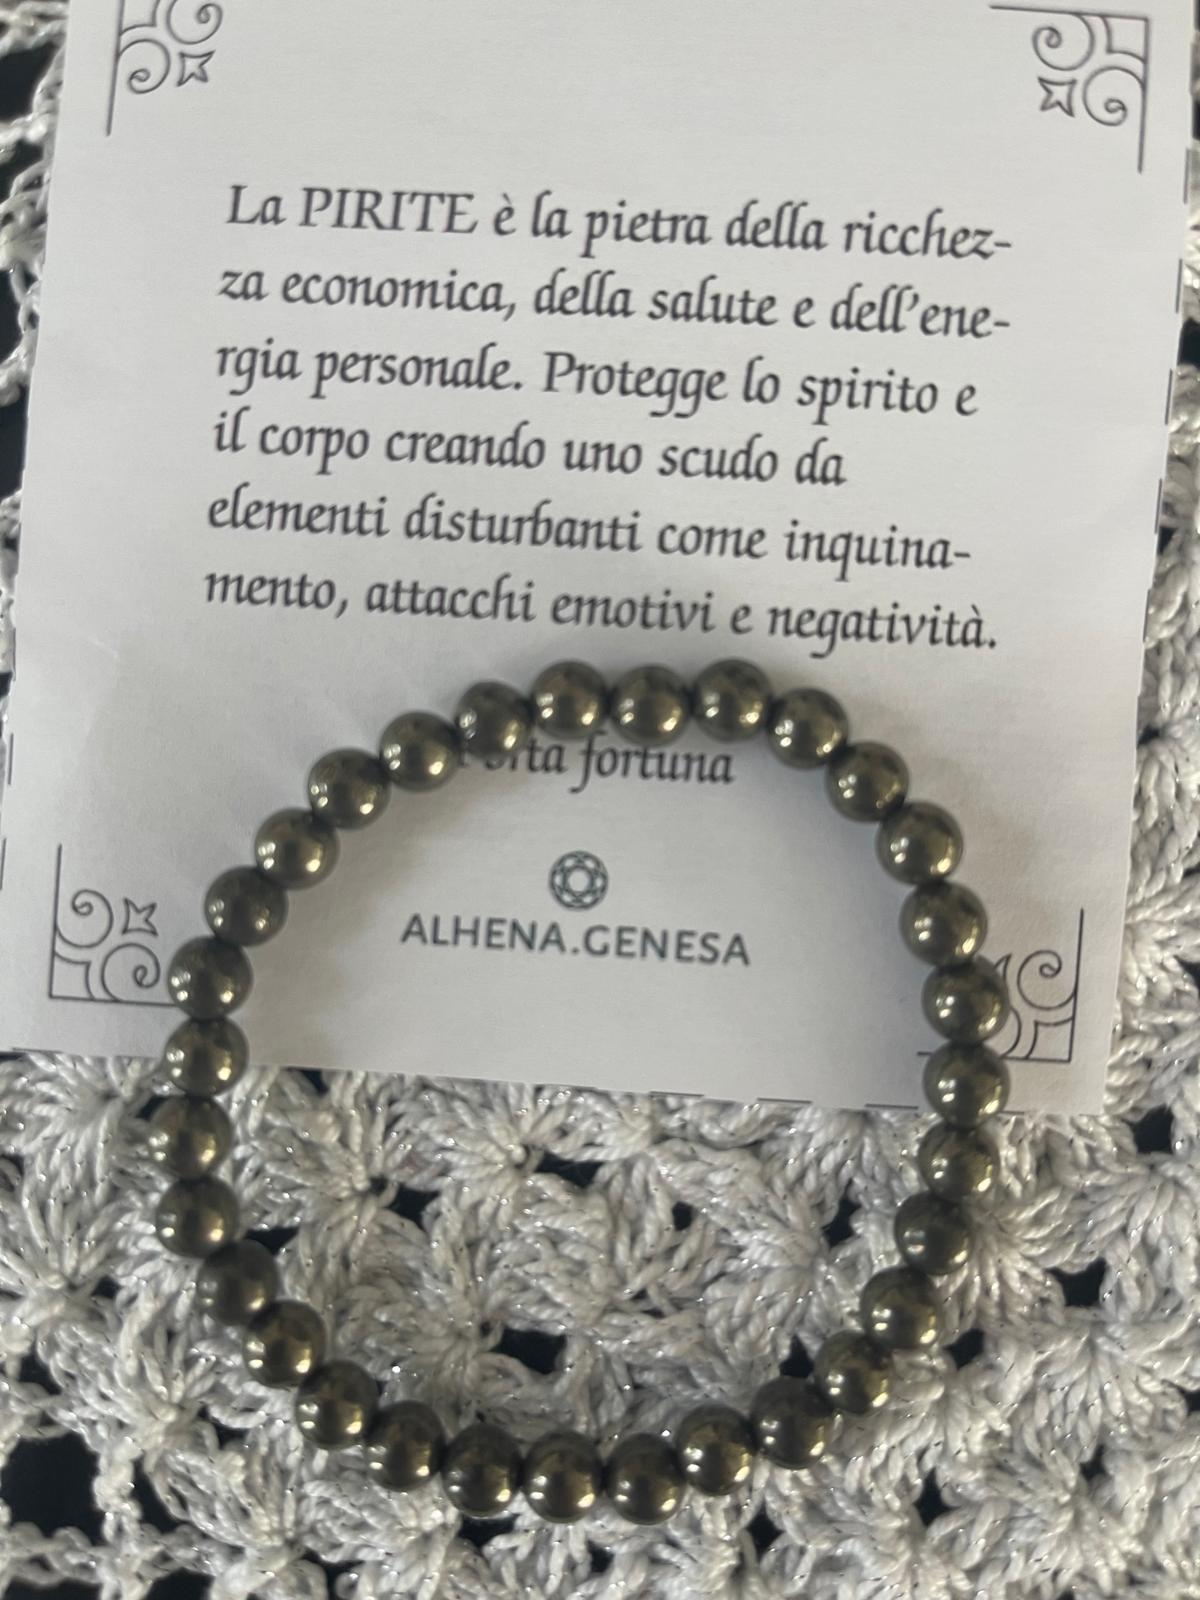 La PIRITE è la pietra della ricchez-
za economica, della salute e dell'ene-
rgia personale. Protegge lo spirito e
il corpo creando uno scudo da
elementi disturbanti come inquina-
mento, attacchi emotivi e negatività.
Porta fortuna
ALHENA.GENESA